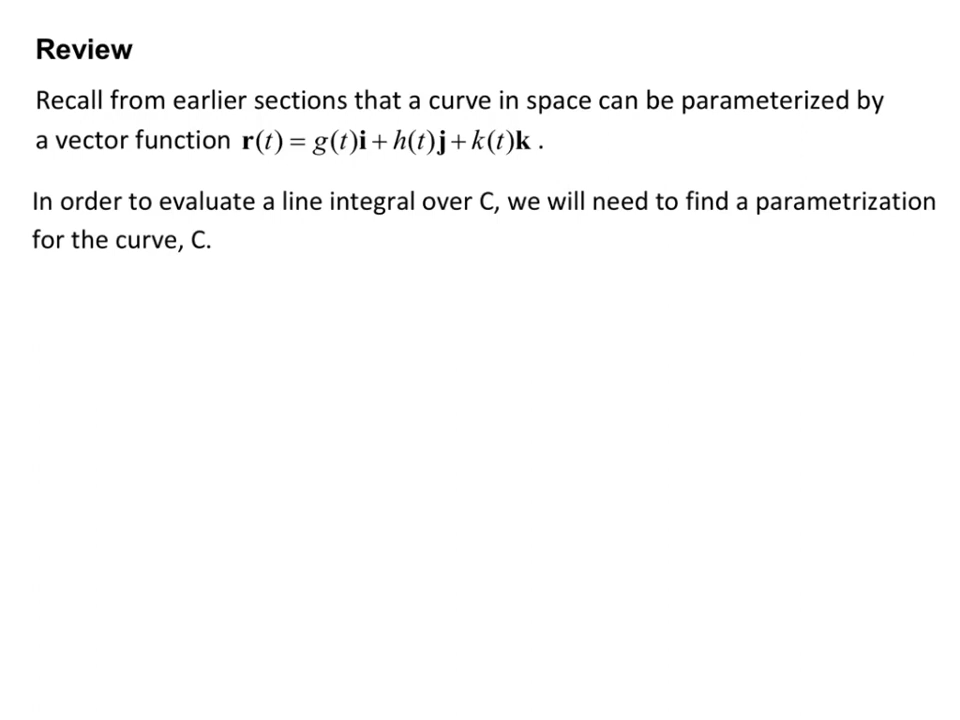 Review
Recall from earlier sections that a curve in space can be parameterized by
a vector function r(t) = g(t)i + h(t)j + k(t)k .
In order to evaluate a line integral over C, we will need to find a parametrization
for the curve, C.